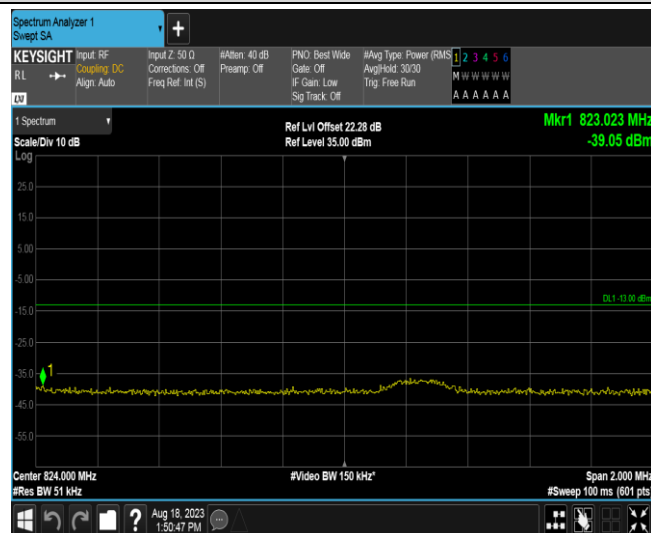 Spectrum Analyzer 1
Swept SA
+
KEYSIGHT
RL
LXI
Input: RF
Coupling: DC
Align: Auto
Input Z: 50 Ω
Corrections: Off
Freq Ref: Int (S)
#Atten: 40 dB
Preamp: Off
PNO: Best Wide
Gate: Off
IF Gain: Low
Sig Track: Off
#Avg Type: Power (RMS
Avg|Hold: 30/30
Trig: Free Run
1 2 3 4 5 6
M W W W W W
A A A A A A
1 Spectrum
Scale/Div 10 dB
Log
Ref Lvl Offset 22.28 dB
Ref Level 35.00 dBm
Mkr1 823.023 MHz
-39.05 dBm
25.0
15.0
5.00
-5.00
-15.0
-25.0
-35.0
-45.0
-55.0
DL1 -13.00 dBm
1
Center 824.000 MHz
#Res BW 51 kHz
#Video BW 150 kHz*
Span 2.000 MHz
#Sweep 100 ms (601 pts)
?
Aug 18, 2023
1:50:47 PM